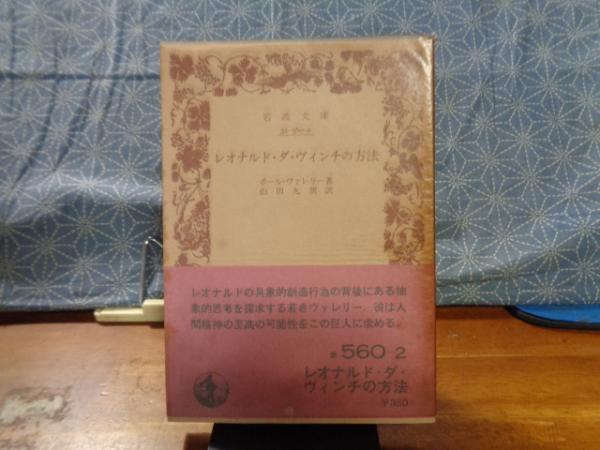 岩波文庫
レオナルド・ダ・ヴィンチの方法
ポール・ヴァレリー著
山田九朗訳
レオナルドの具象的創造行為の背後にある抽
象的思考を探求する若きヴァレリー。彼は人
間精神の至高の可能性をこの巨人に求める。
赤 560-2
レオナルド・ダ・
ヴィンチの方法
¥350